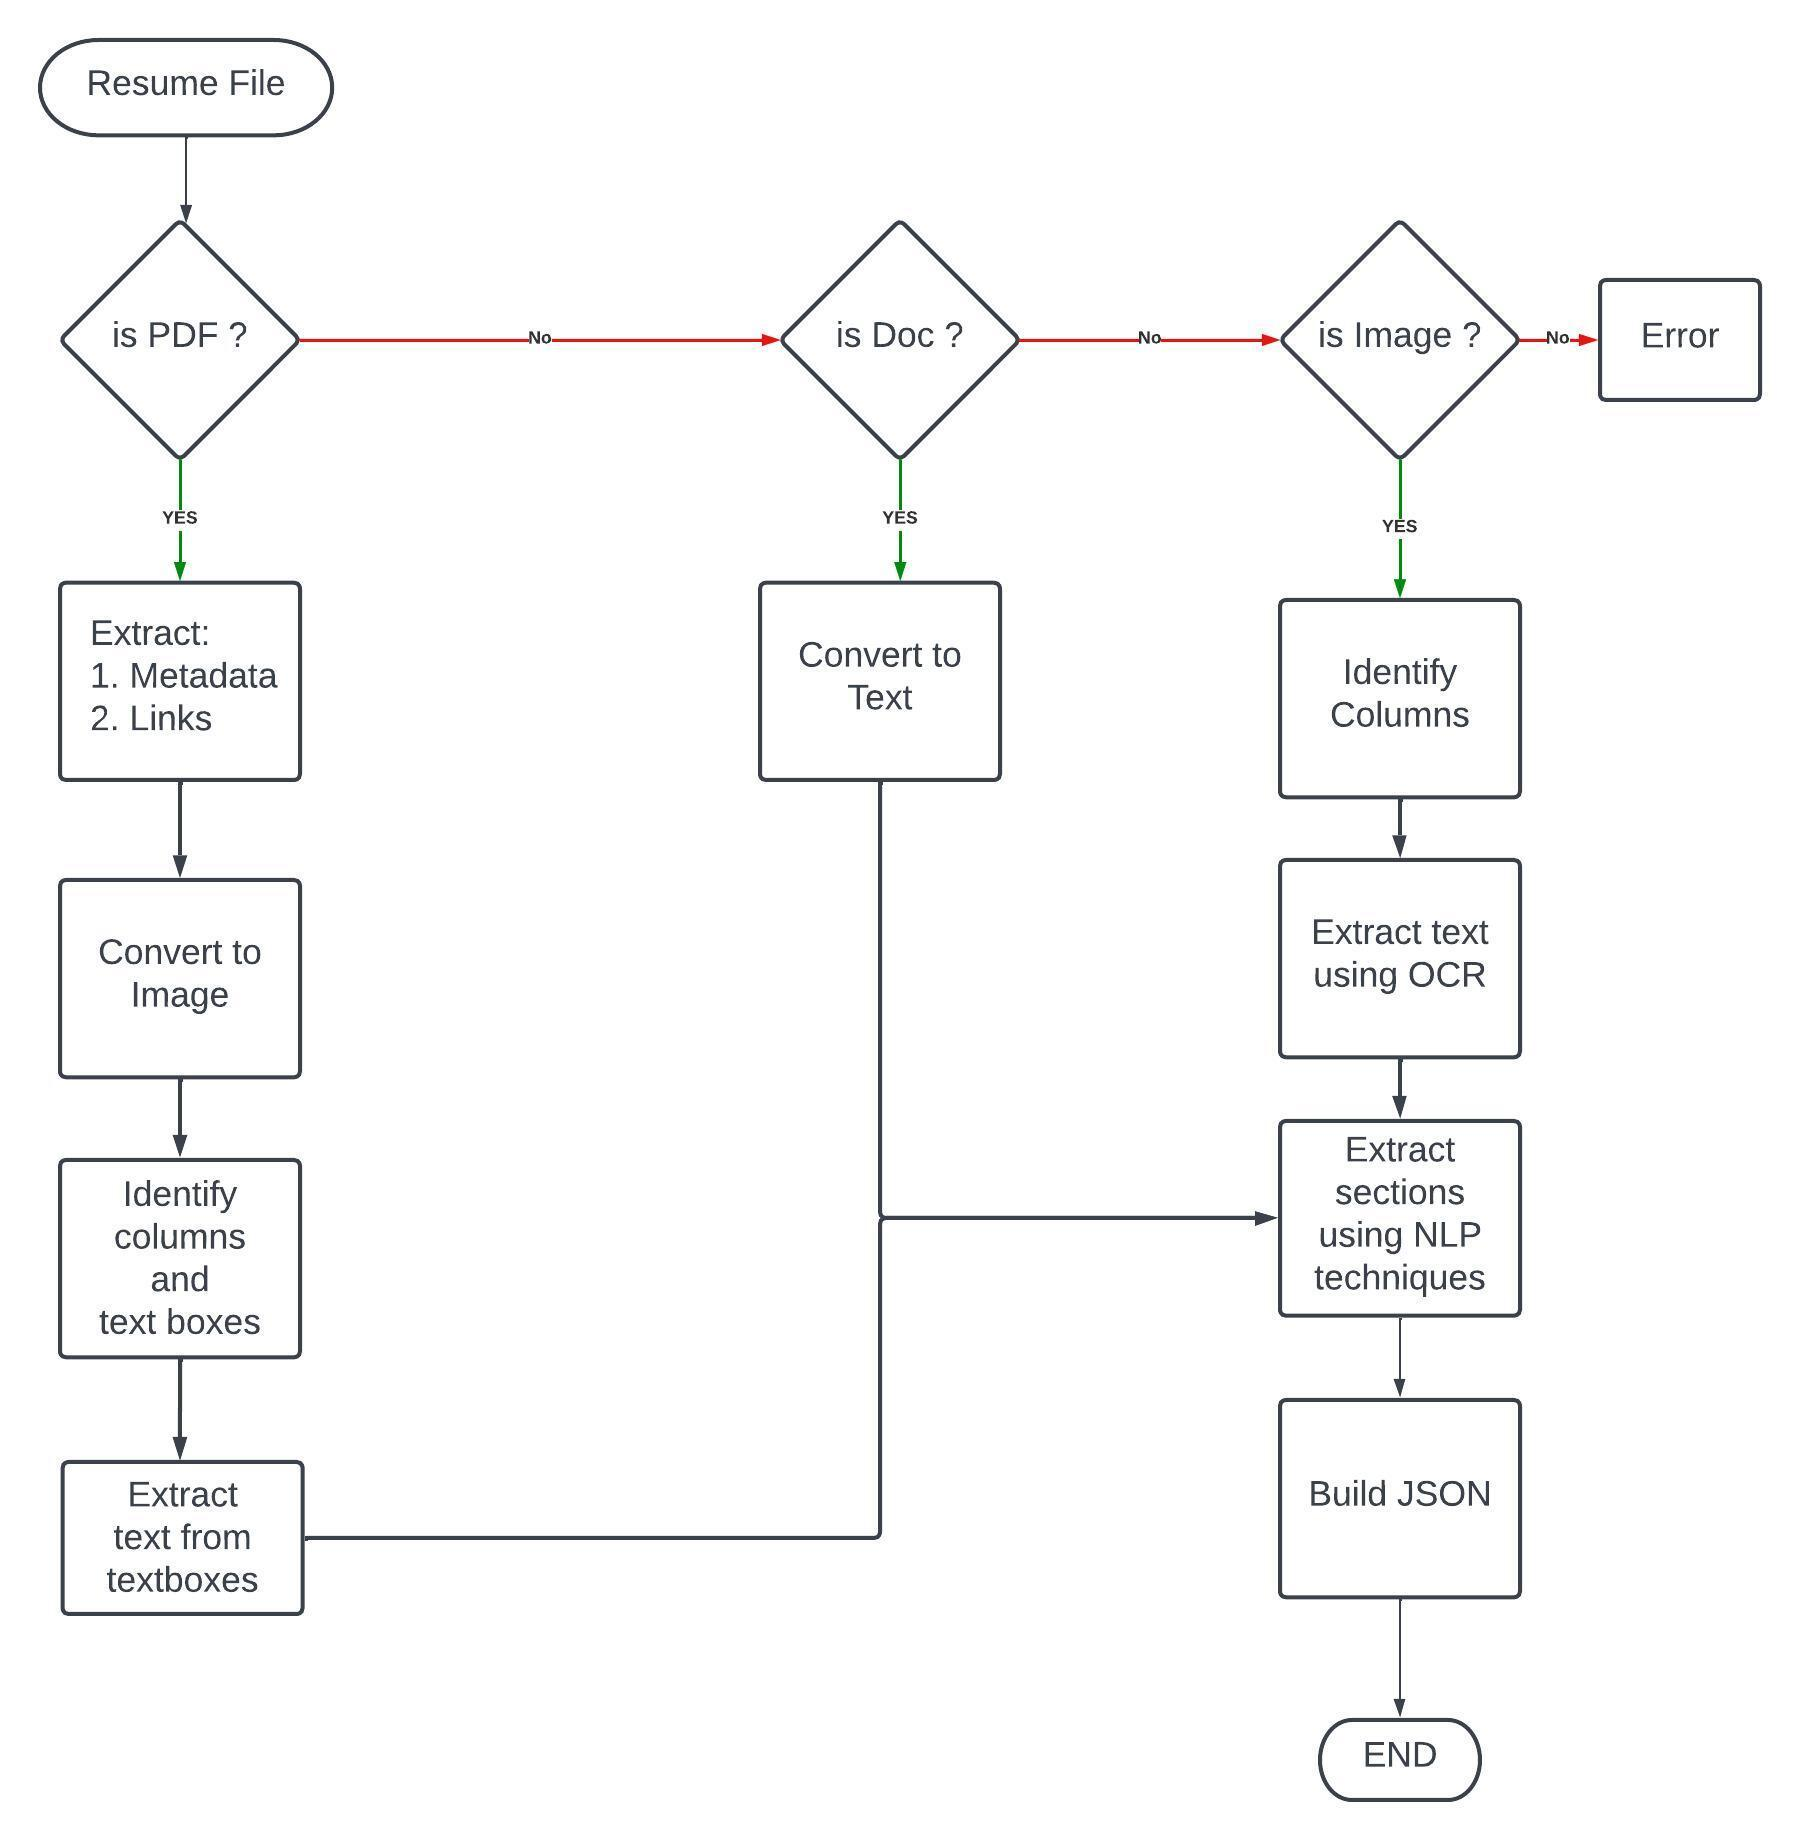 Resume File
is PDF ?
No
is Doc ?
No
is Image ?
No
Error
YES
YES
YES
Extract:
1. Metadata
2. Links
Convert to
Text
Identify
Columns
Convert to
Image
Extract text
using OCR
Identify
columns
and
text boxes
Extract
sections
using NLP
techniques
Extract
text from
textboxes
Build JSON
END